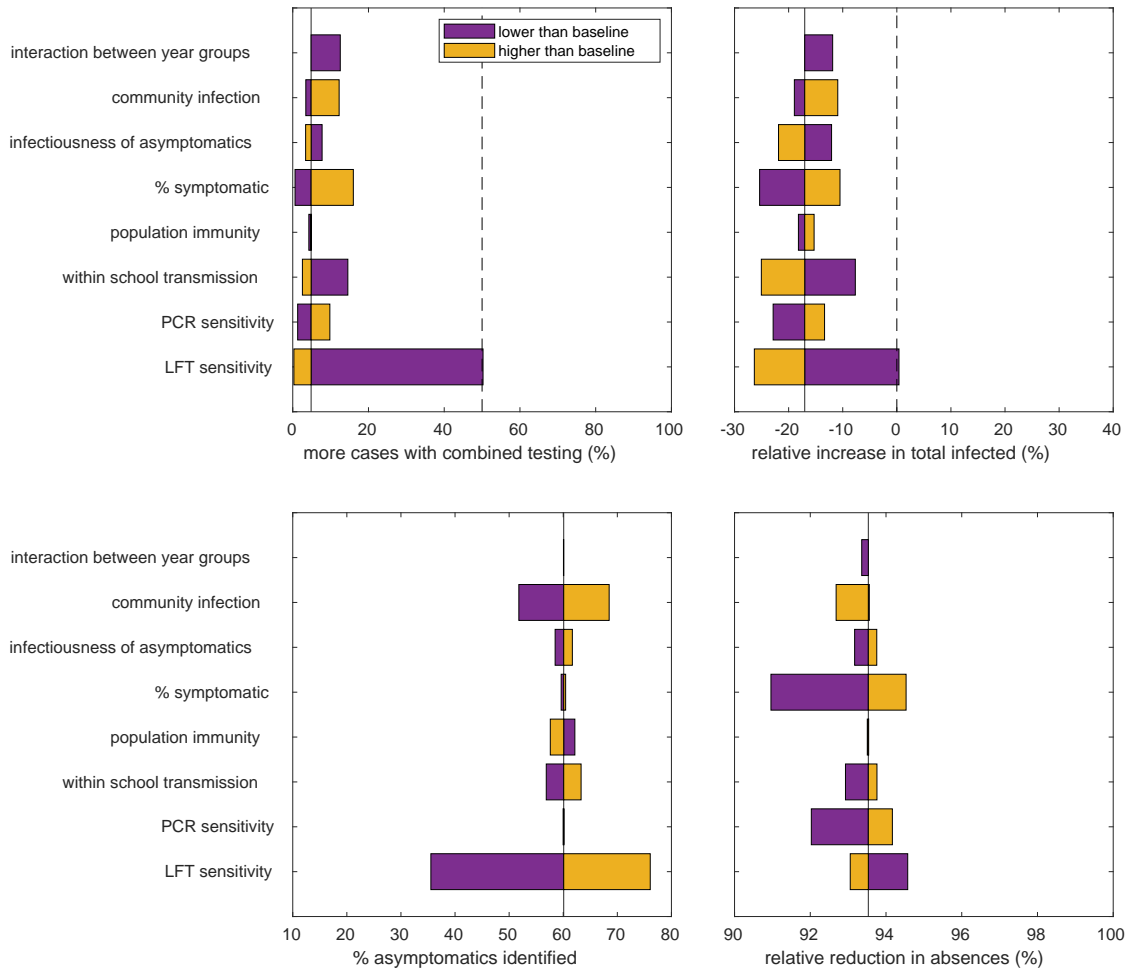 lower than baseline
higher than baseline
interaction between year groups
community infection
infectiousness of asymptomatics
% symptomatic
population immunity
within school transmission
PCR sensitivity
LFT sensitivity
0 20 40 60 80 100
more cases with combined testing (%)
-30 -20 -10 0 10 20 30 40
relative increase in total infected (%)
interaction between year groups
community infection
infectiousness of asymptomatics
% symptomatic
population immunity
within school transmission
PCR sensitivity
LFT sensitivity
10 20 30 40 50 60 70 80
% asymptomatics identified
90 92 94 96 98 100
relative reduction in absences (%)